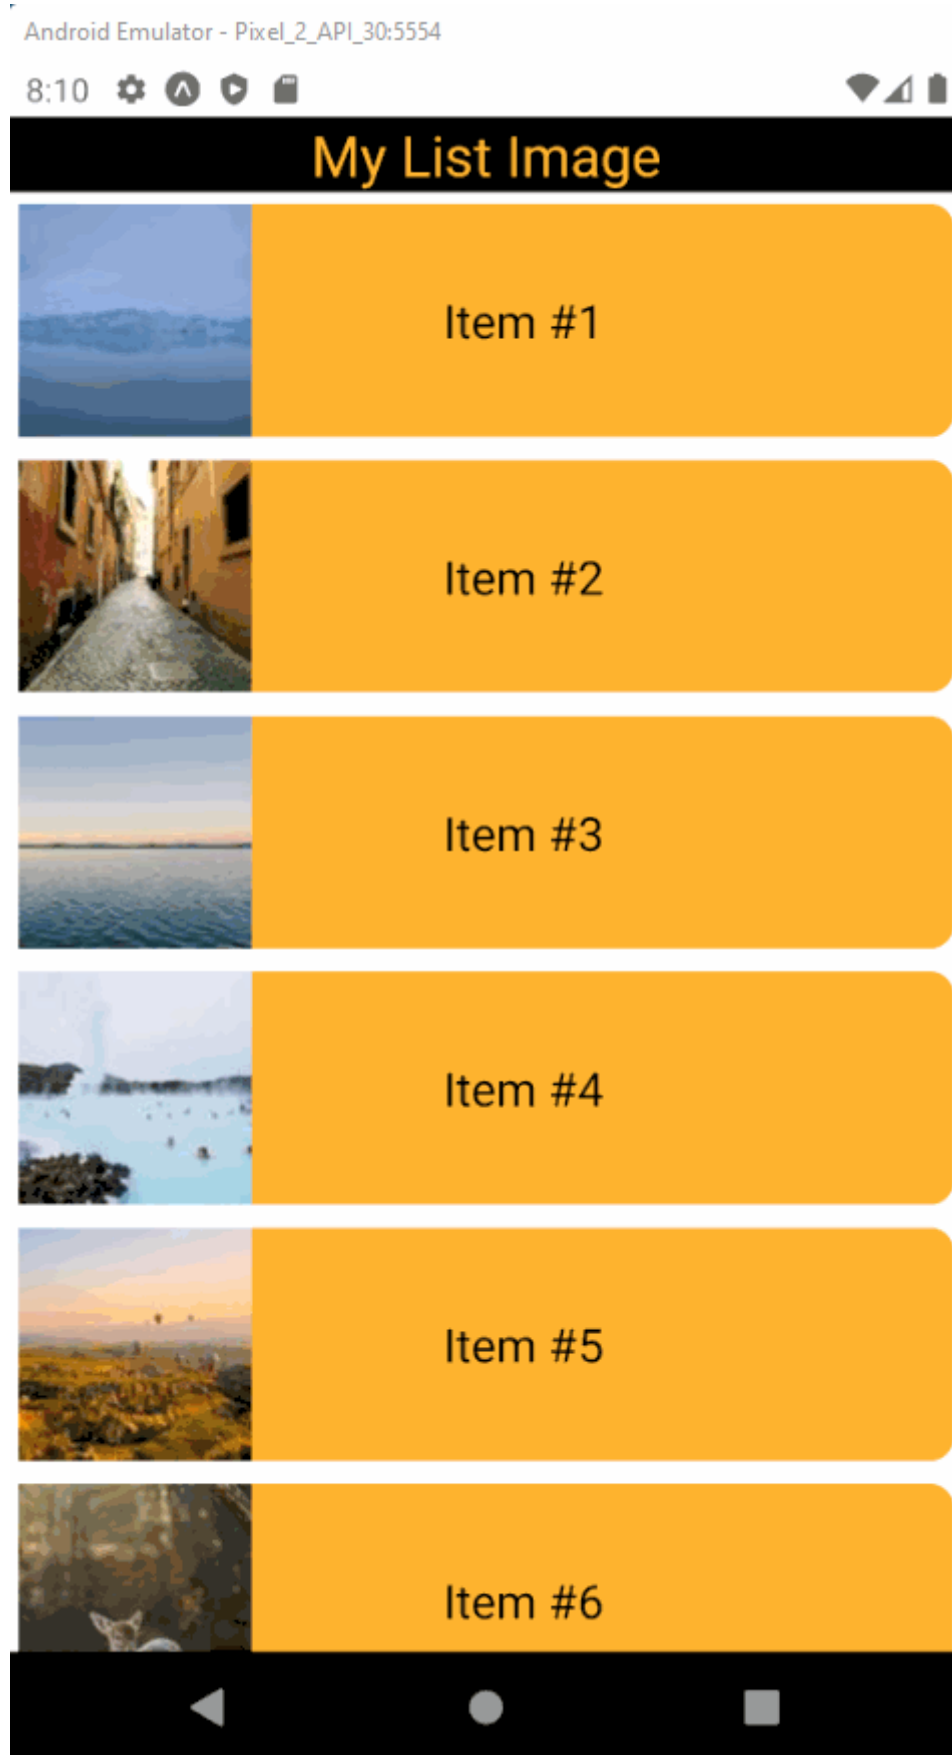 Android Emulator - Pixel_2_API_30:5554
8:10
My List Image
Item #1
Item #2
Item #3
Item #4
Item #5
Item #6